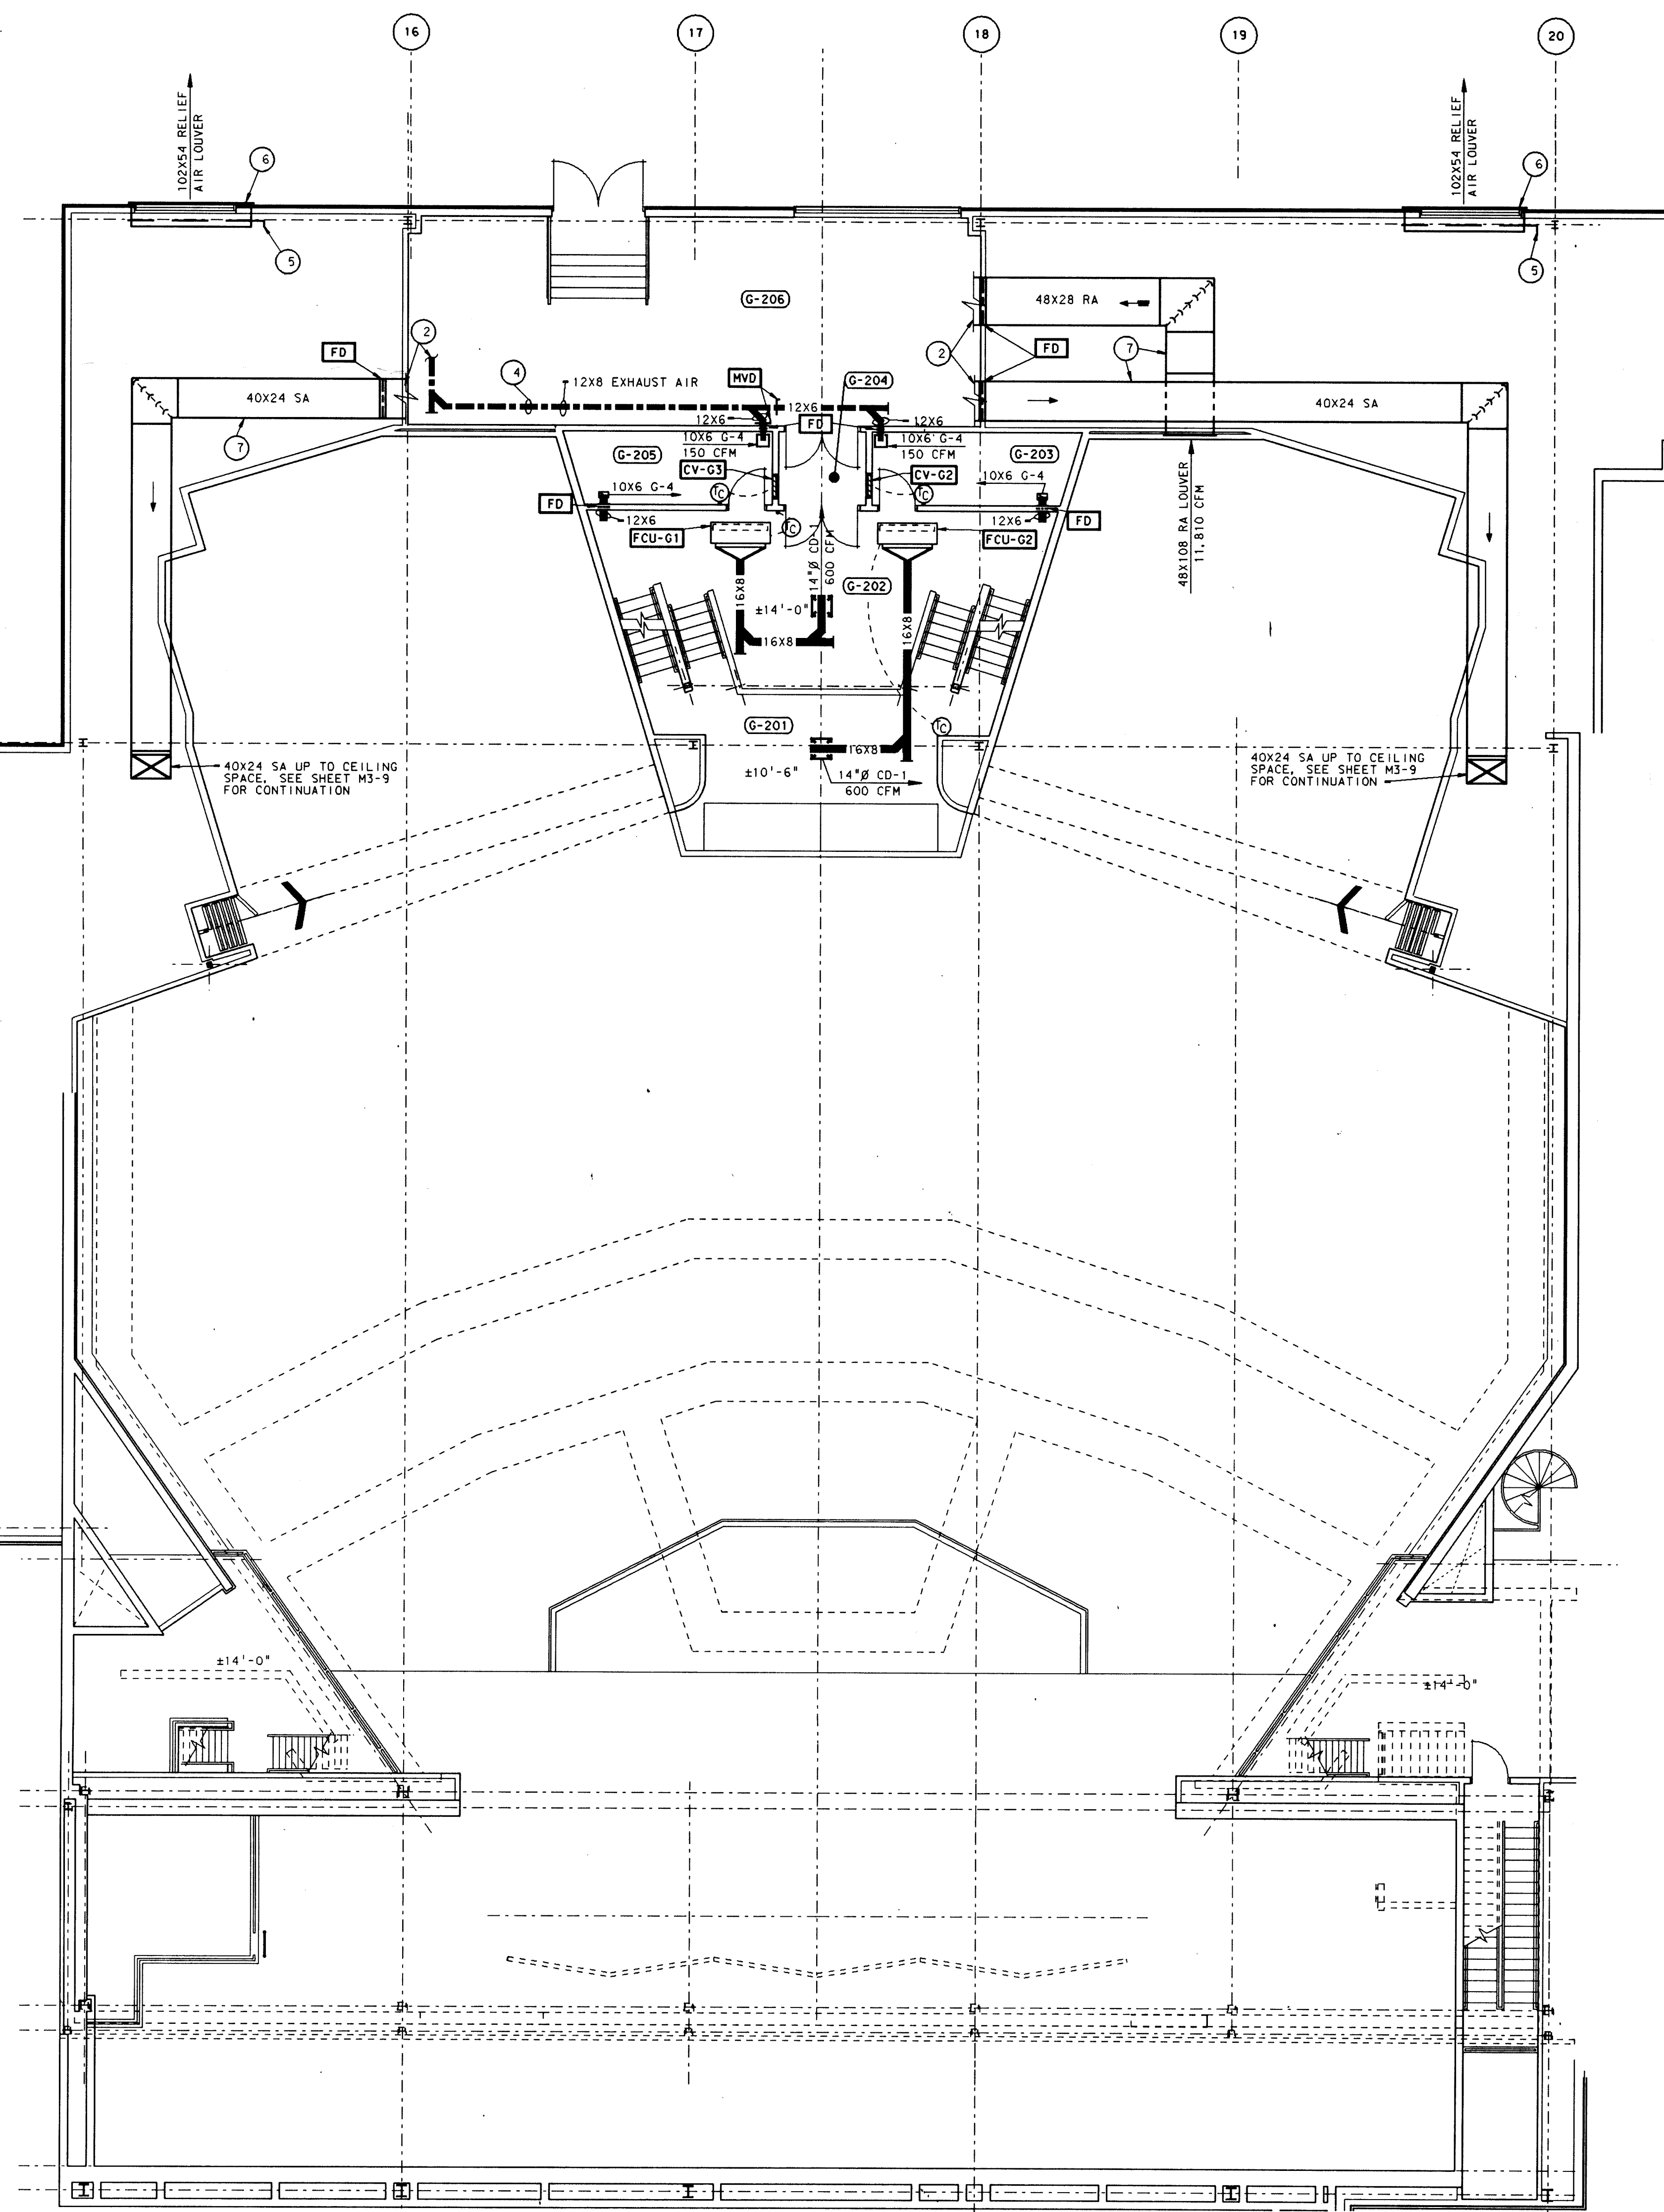 16
17
18
19
20
102X54 RELIEF
AIR LOUVER
102X54 RELIEF
AIR LOUVER
6
6
5
5
G-206
48X28 RA
2
FD
2
FD
7
4
12X8 EXHAUST AIR
MVD
G-204
40X24 SA
7
12X6
40X24 SA
12X6
FD
12X6
10X6 G-4
150 CFM
10X6 G-4
150 CFM
G-205
G-203
CV-G3
CV-G2
10X6 G-4
TC
TC
10X6 G-4
FD
12X6
TC
12X6
FD
FCU-G1
FCU-G2
14"Ø CD-1
600 CFM
48X108 RA LOUVER
11,810 CFM
16X8
G-202
±14'-0"
16X8
16X8
G-201
TC
16X8
±10'-6"
14"Ø CD-1
600 CFM
40X24 SA UP TO CEILING
SPACE, SEE SHEET M3-9
FOR CONTINUATION
40X24 SA UP TO CEILING
SPACE, SEE SHEET M3-9
FOR CONTINUATION
±14'-0"
±14'-0"